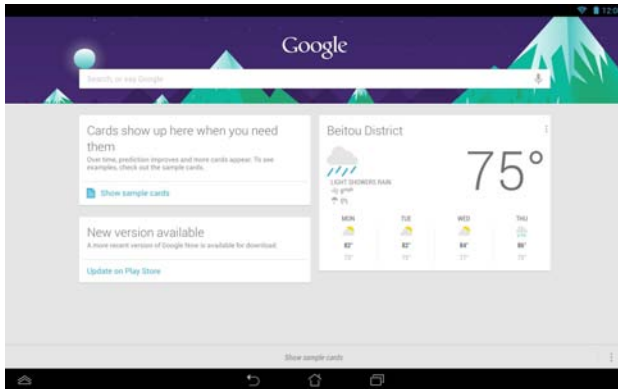 12:0
Google
Search, or say Google
Cards show up here when you need
them
Over time, prediction improves and more cards appear. To see
examples, check out the sample cards.
Show sample cards
New version available
A more recent version of Google Now is available for download.
Update on Play Store
Beitou District
75°
LIGHT SHOWERS RAIN
MON TUE WED THU
82° 82° 84° 86°
Show sample cards